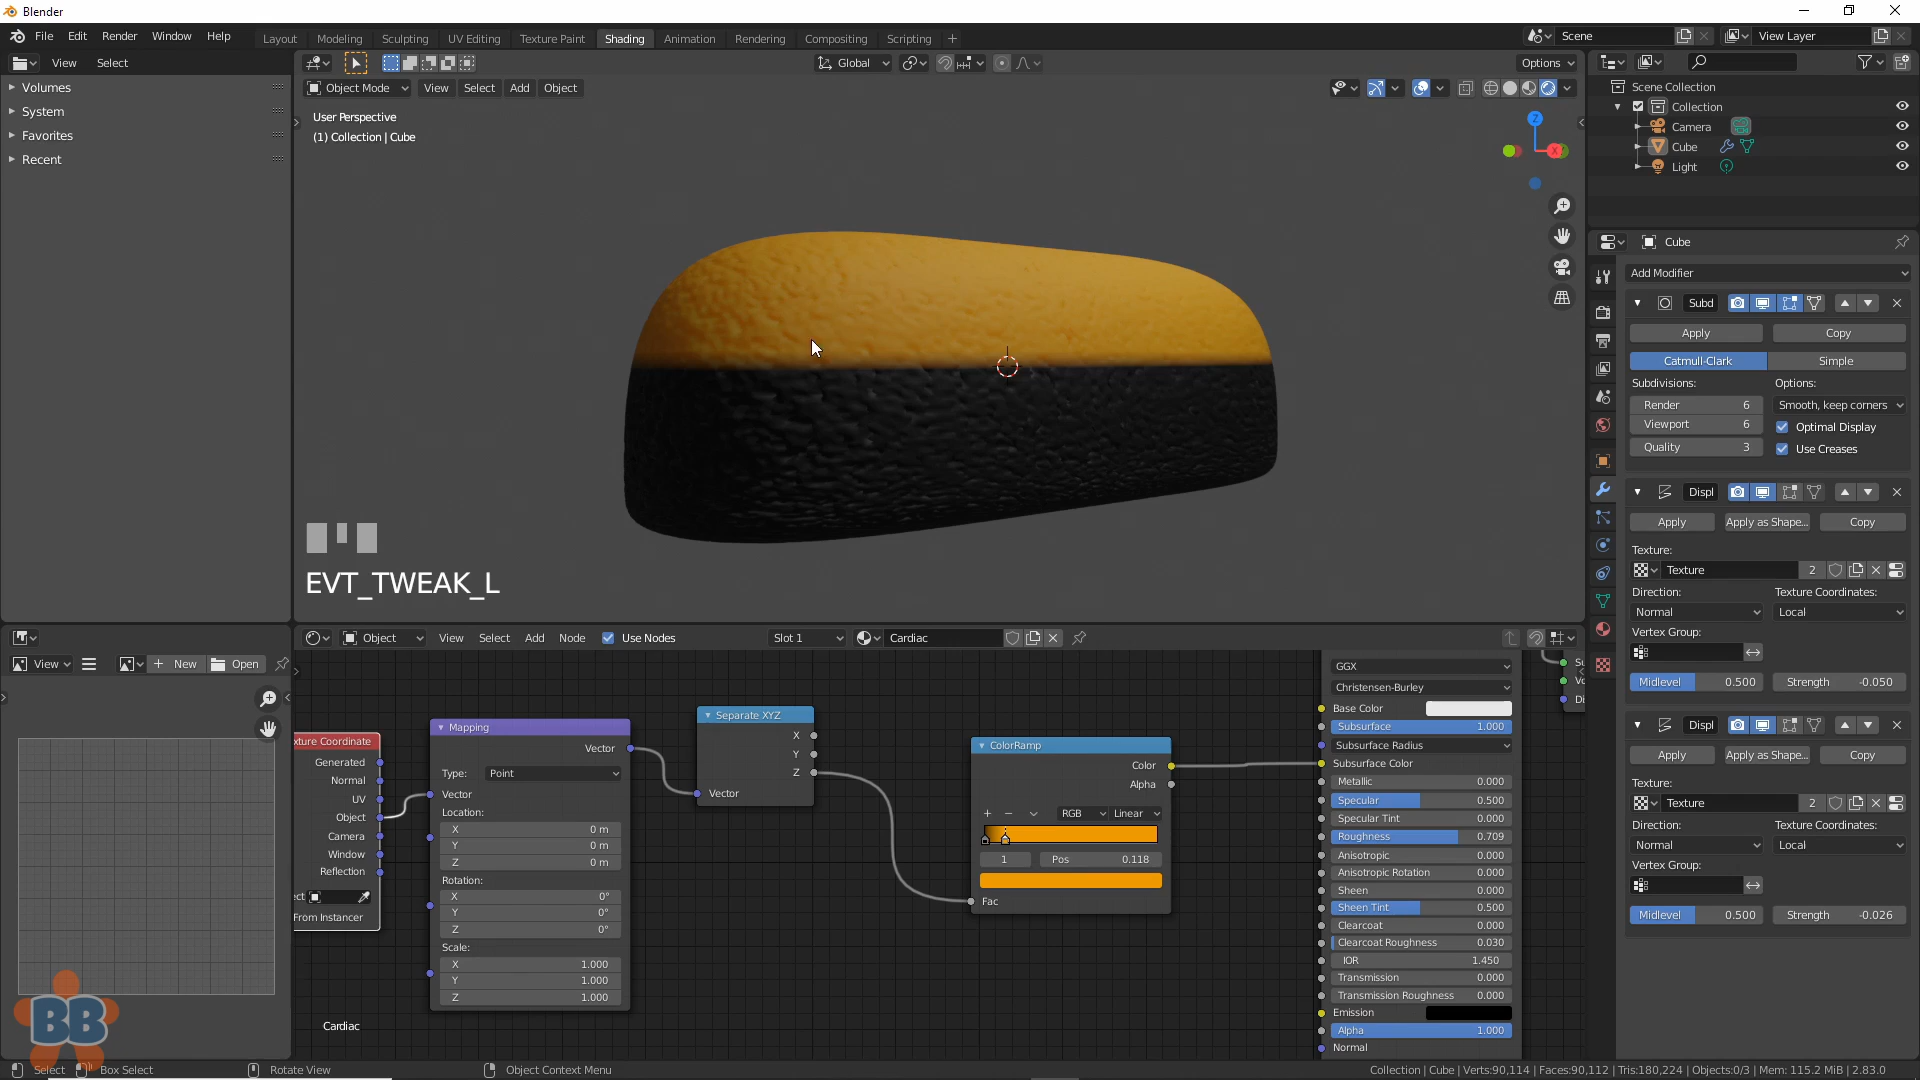 Blender
File Edit Render Window Help
Layout Modeling Sculpting UV Editing Texture Paint Shading Animation Rendering Compositing Scripting +
Scene View Layer
View Select
Global Options
Volumes
System
Favorites
Recent
Object Mode View Select Add Object
User Perspective
(1) Collection | Cube
Z
X
EVT_TWEAK_L
Scene Collection
Collection
Camera
Cube
Light
Cube
Add Modifier
Subd
Apply Copy
Catmull-Clark Simple
Subdivisions: Options:
Render 6 Smooth, keep corners
Viewport 6 Optimal Display
Quality 3 Use Creases
Displ
Apply Apply as Shape... Copy
Texture:
Texture 2
Direction: Texture Coordinates:
Normal Local
Vertex Group:
Midlevel 0.500 Strength -0.050
Displ
Apply Apply as Shape... Copy
Texture:
Texture 2
Direction: Texture Coordinates:
Normal Local
Vertex Group:
Midlevel 0.500 Strength -0.026
View + New Open
Object View Select Add Node Use Nodes Slot 1 Cardiac
xture Coordinate
Generated
Normal
UV
Object
Camera
Window
Reflection
ect
From Instancer
Mapping
Vector
Type: Point
Vector
Location:
X 0 m
Y 0 m
Z 0 m
Rotation:
X 0°
Y 0°
Z 0°
Scale:
X 1.000
Y 1.000
Z 1.000
Separate XYZ
X
Y
Z
Vector
ColorRamp
Color
Alpha
+ − RGB Linear
1 Pos 0.118
Fac
GGX
Christensen-Burley
Base Color
Subsurface 1.000
Subsurface Radius
Subsurface Color
Metallic 0.000
Specular 0.500
Specular Tint 0.000
Roughness 0.709
Anisotropic 0.000
Anisotropic Rotation 0.000
Sheen 0.000
Sheen Tint 0.500
Clearcoat 0.000
Clearcoat Roughness 0.030
IOR 1.450
Transmission 0.000
Transmission Roughness 0.000
Emission
Alpha 1.000
Normal
Su
Vo
Di
Cardiac
BB
Select Box Select Rotate View Object Context Menu
Collection | Cube | Verts:90,114 | Faces:90,112 | Tris:180,224 | Objects:0/3 | Mem: 115.2 MiB | 2.83.0